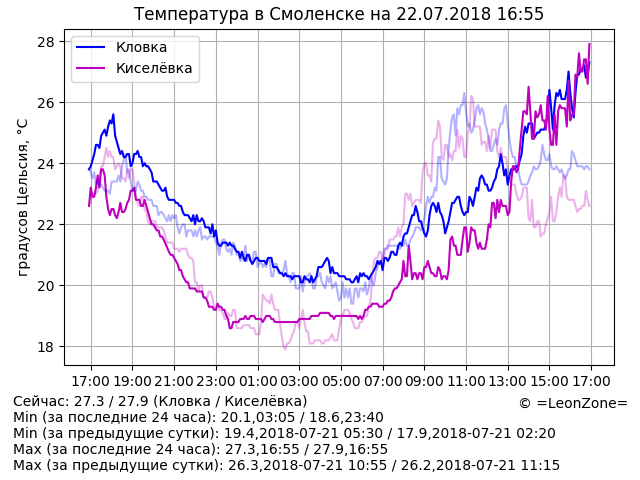 Температура в Смоленске на 22.07.2018 16:55
Кловка
Киселёвка
градусов Цельсия, °C
28
26
24
22
20
18
17:00 19:00 21:00 23:00 01:00 03:00 05:00 07:00 09:00 11:00 13:00 15:00 17:00
Сейчас: 27.3 / 27.9 (Кловка / Киселёвка)
© =LeonZone=
Min (за последние 24 часа): 20.1,03:05 / 18.6,23:40
Min (за предыдущие сутки): 19.4,2018-07-21 05:30 / 17.9,2018-07-21 02:20
Max (за последние 24 часа): 27.3,16:55 / 27.9,16:55
Max (за предыдущие сутки): 26.3,2018-07-21 10:55 / 26.2,2018-07-21 11:15